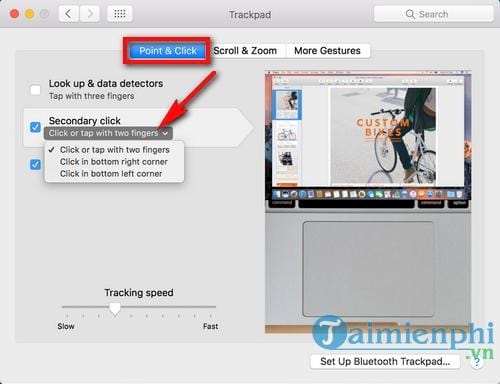 Trackpad
Search
Point & Click
Scroll & Zoom
More Gestures
Look up & data detectors
Tap with three fingers
Secondary click
Click or tap with two fingers
✓ Click or tap with two fingers
Click in bottom right corner
Click in bottom left corner
CUSTOM
BIKES
command
option
Tracking speed
Slow
Fast
Taimienphi
.vn
Set Up Bluetooth Trackpad...
?